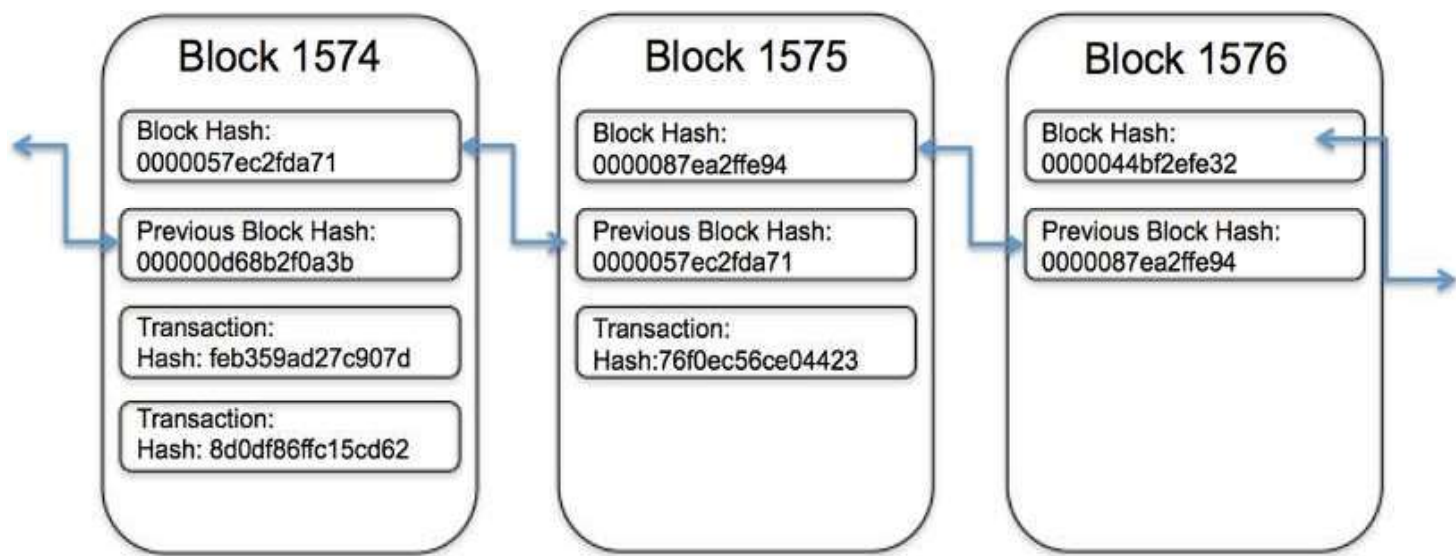 Block 1574
Block Hash:
0000057ec2fda71
Previous Block Hash:
000000d68b2f0a3b
Transaction:
Hash: feb359ad27c907d
Transaction:
Hash: 8d0df86ffc15cd62
Block 1575
Block Hash:
0000087ea2ffe94
Previous Block Hash:
0000057ec2fda71
Transaction:
Hash:76f0ec56ce04423
Block 1576
Block Hash:
0000044bf2efe32
Previous Block Hash:
0000087ea2ffe94